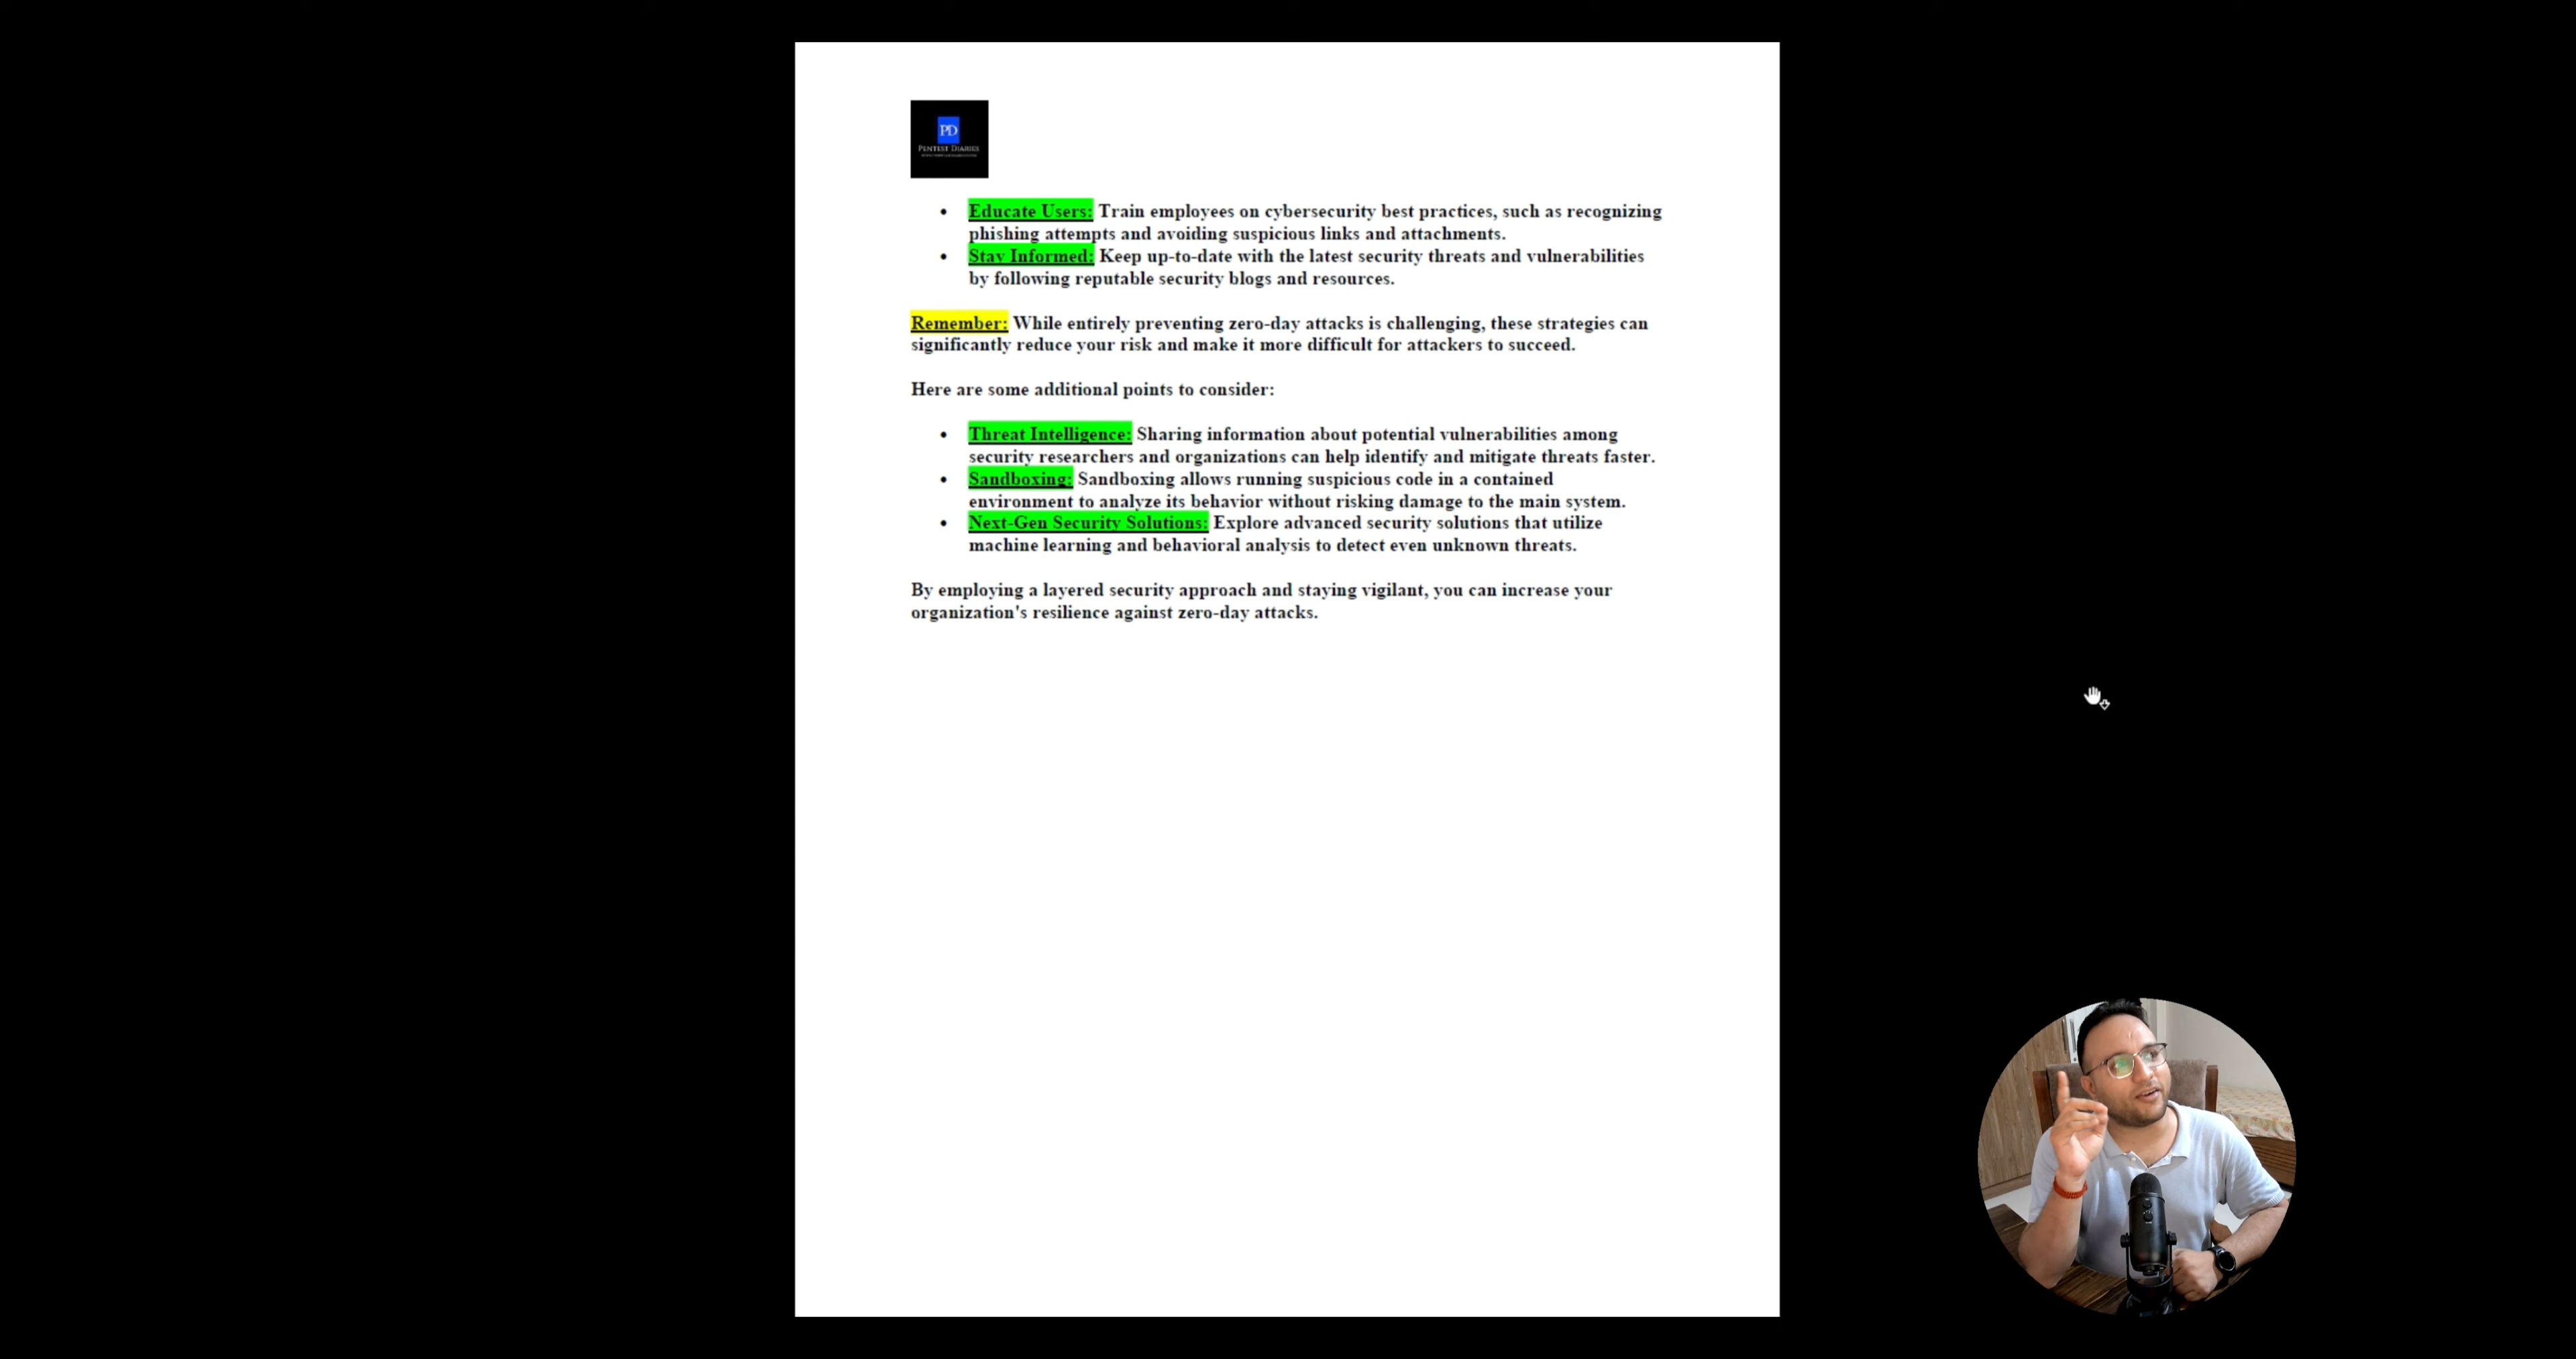 PD
PENTEST DIARIES
Educate Users: Train employees on cybersecurity best practices, such as recognizing
phishing attempts and avoiding suspicious links and attachments.
Stay Informed: Keep up-to-date with the latest security threats and vulnerabilities
by following reputable security blogs and resources.
Remember: While entirely preventing zero-day attacks is challenging, these strategies can
significantly reduce your risk and make it more difficult for attackers to succeed.
Here are some additional points to consider:
Threat Intelligence: Sharing information about potential vulnerabilities among
security researchers and organizations can help identify and mitigate threats faster.
Sandboxing: Sandboxing allows running suspicious code in a contained
environment to analyze its behavior without risking damage to the main system.
Next-Gen Security Solutions: Explore advanced security solutions that utilize
machine learning and behavioral analysis to detect even unknown threats.
By employing a layered security approach and staying vigilant, you can increase your
organization's resilience against zero-day attacks.